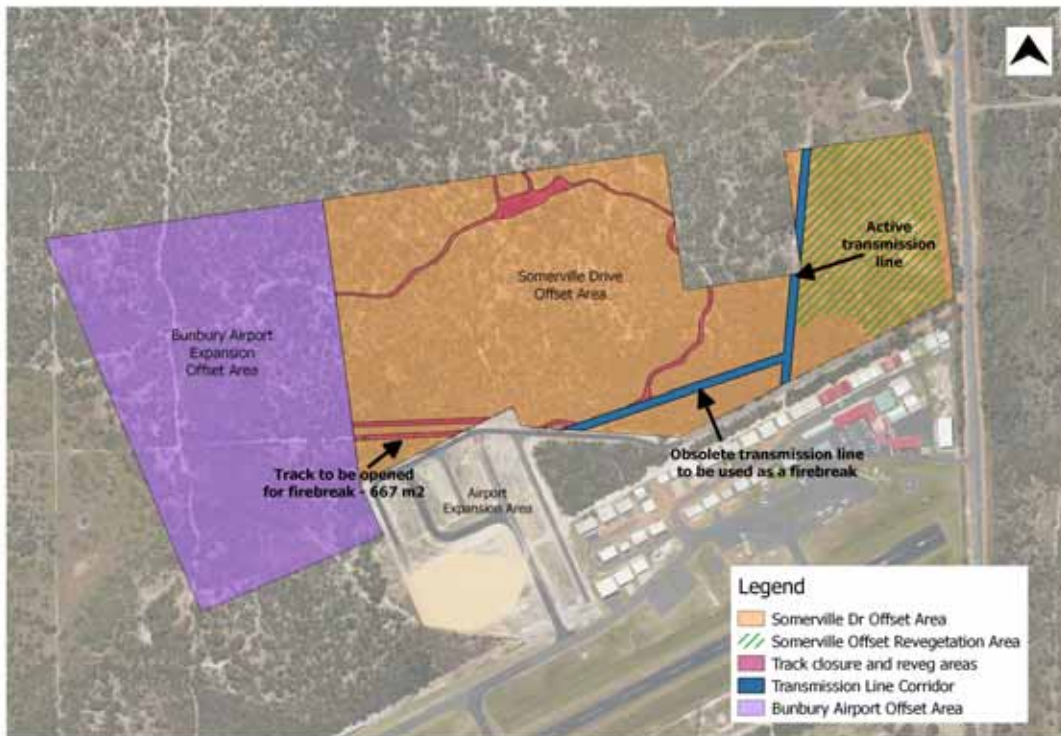 Active
transmission
line
Somerville Drive
Offset Area
Bunbury Airport
Expansion
Offset Area
Track to be opened
for firebreak - 667 m2
Obsolete transmission line
to be used as a firebreak
Airport
Expansion Area
Legend
Somerville Dr Offset Area
Somerville Offset Revegetation Area
Track closure and reveg areas
Transmission Line Corridor
Bunbury Airport Offset Area